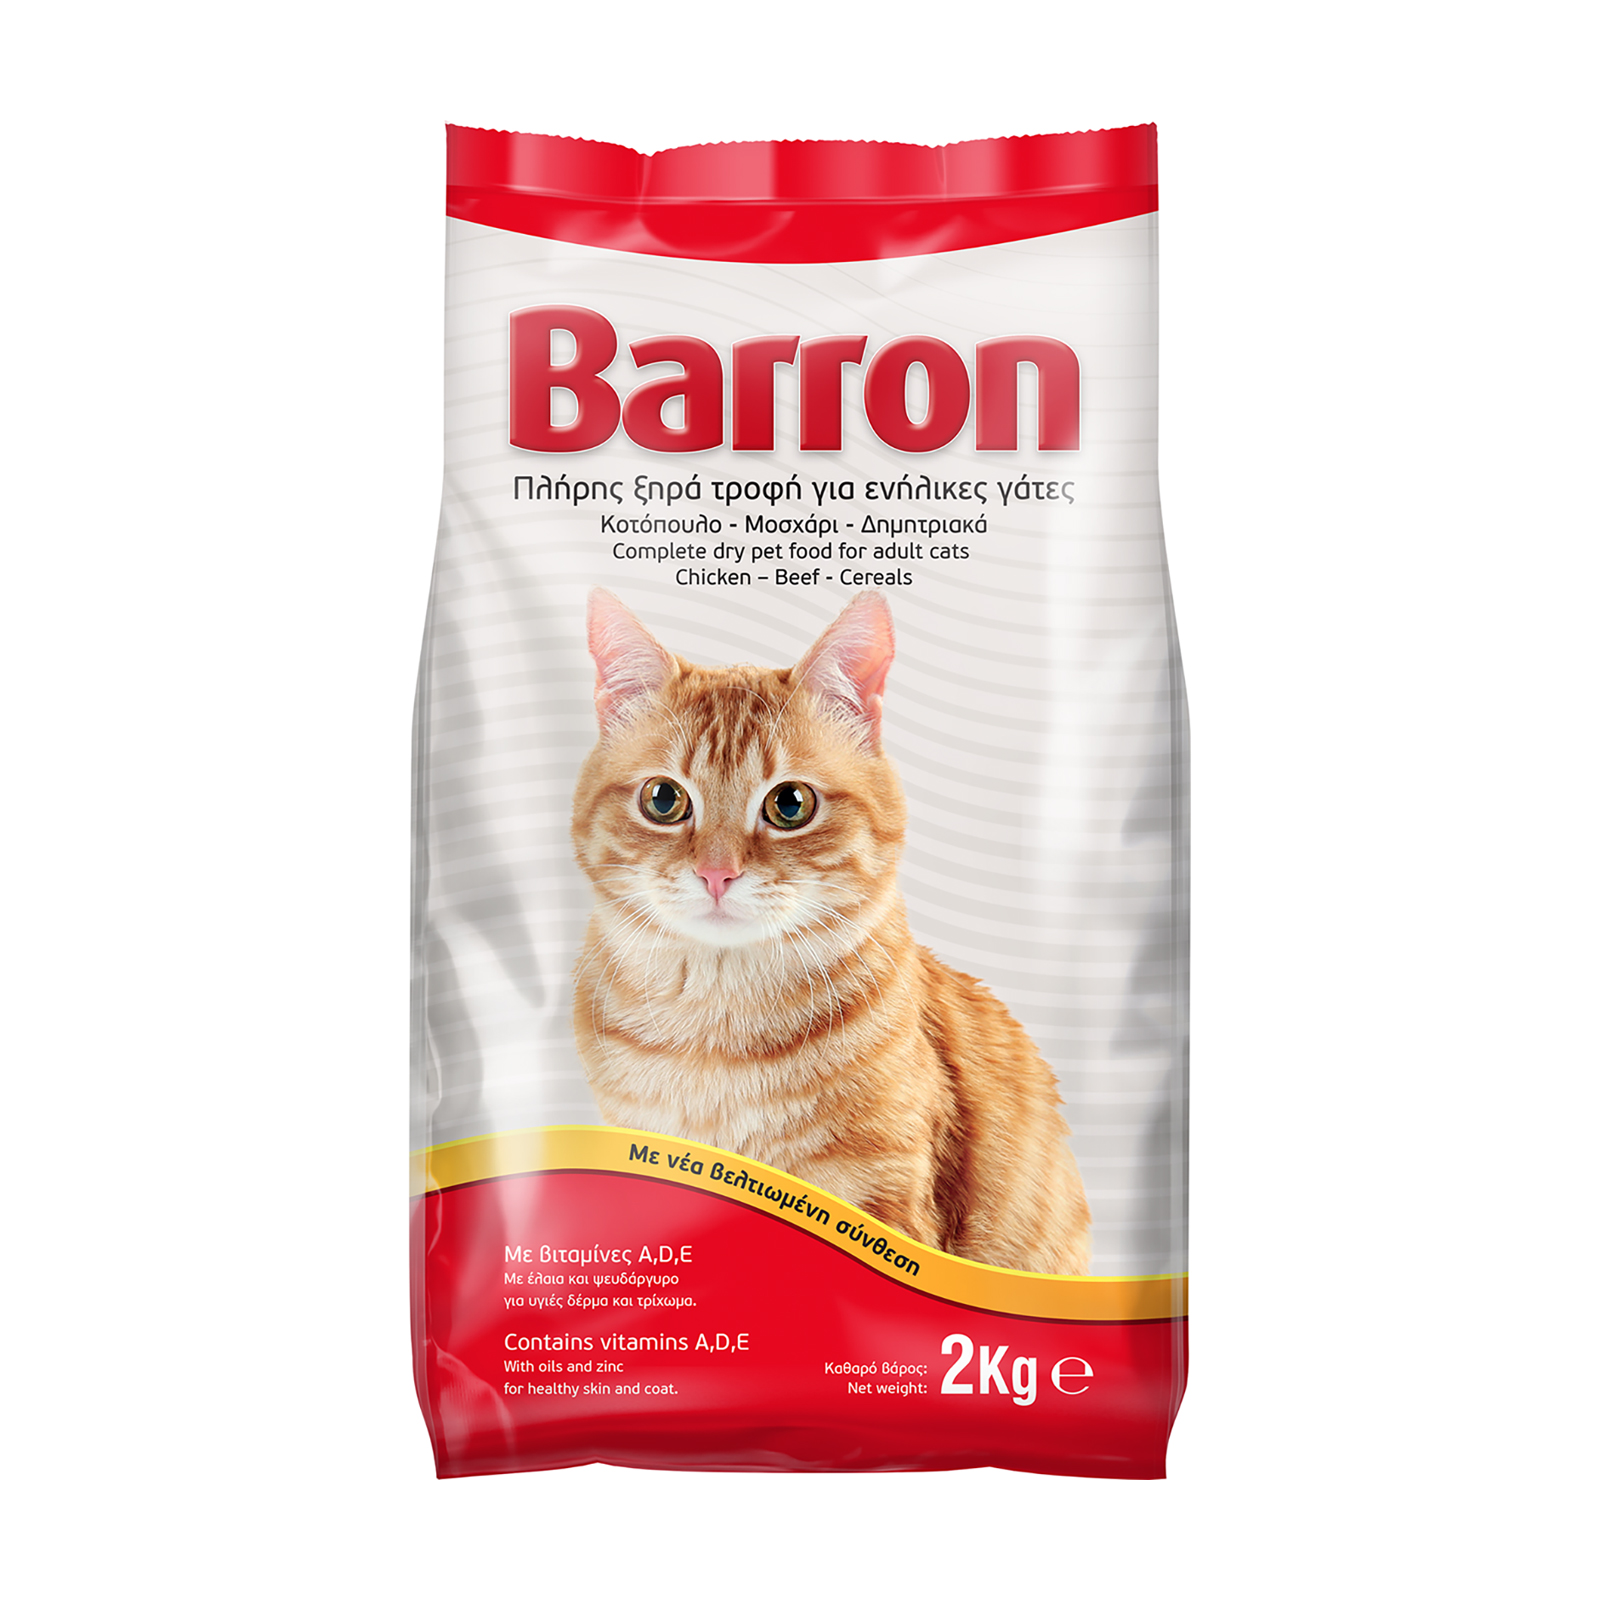 Barron
Πλήρης ξηρά τροφή για ενήλικες γάτες
Κοτόπουλο - Μοσχάρι - Δημητριακά
Complete dry pet food for adult cats
Chicken – Beef - Cereals
Με νέα βελτιωμένη σύνθεση
Με βιταμίνες A,D,E
Με έλαια και ψευδάργυρο
για υγιές δέρμα και τρίχωμα.
Contains vitamins A,D,E
With oils and zinc
for healthy skin and coat.
Καθαρό βάρος:
Net weight:
2Kg ℮